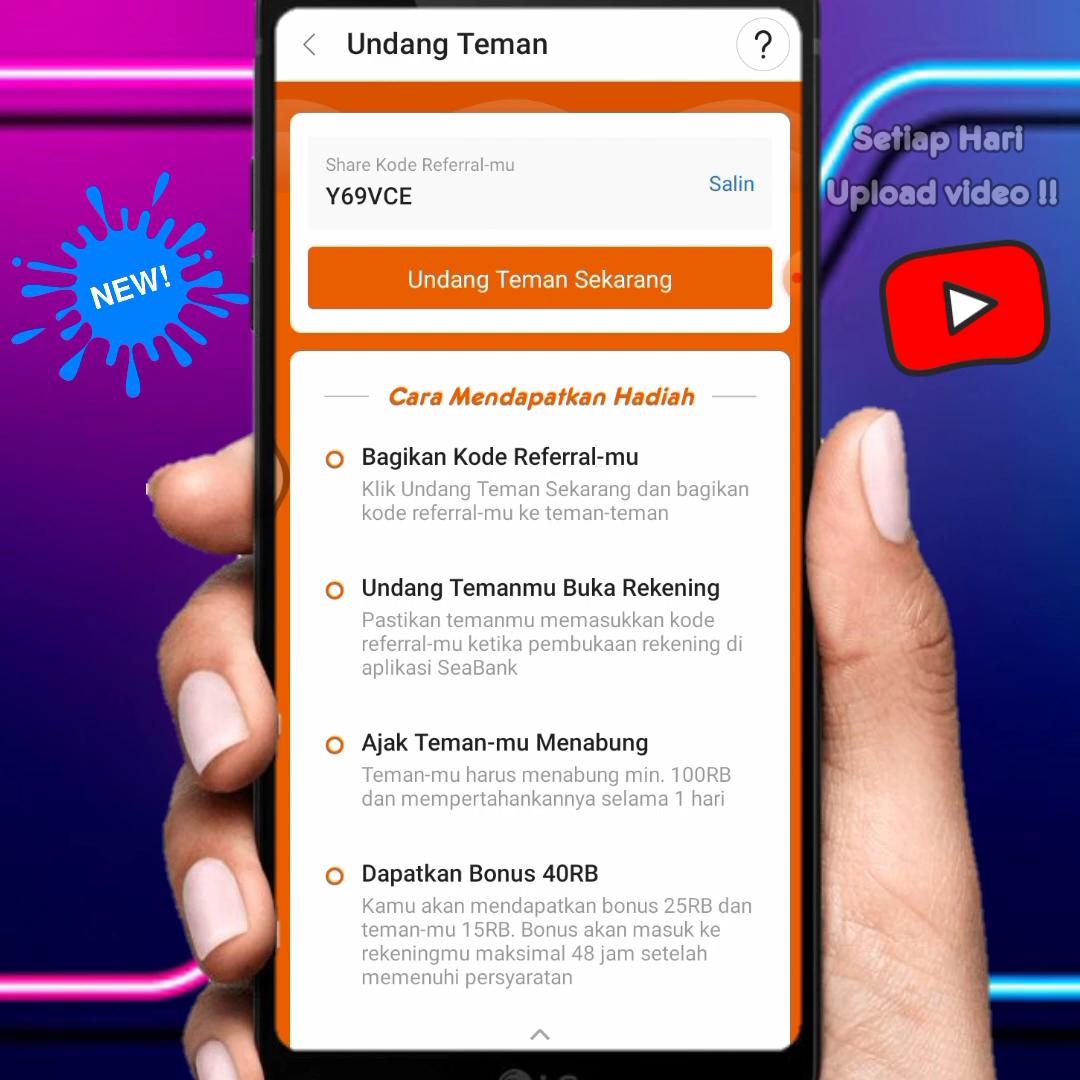 Undang Teman
?
Setiap Hari
Upload video !!
NEW!
Share Kode Referral-mu
Y69VCE
Salin
Undang Teman Sekarang
Cara Mendapatkan Hadiah
Bagikan Kode Referral-mu
Klik Undang Teman Sekarang dan bagikan
kode referral-mu ke teman-teman
Undang Temanmu Buka Rekening
Pastikan temanmu memasukkan kode
referral-mu ketika pembukaan rekening di
aplikasi SeaBank
Ajak Teman-mu Menabung
Teman-mu harus menabung min. 100RB
dan mempertahankannya selama 1 hari
Dapatkan Bonus 40RB
Kamu akan mendapatkan bonus 25RB dan
teman-mu 15RB. Bonus akan masuk ke
rekeningmu maksimal 48 jam setelah
memenuhi persyaratan